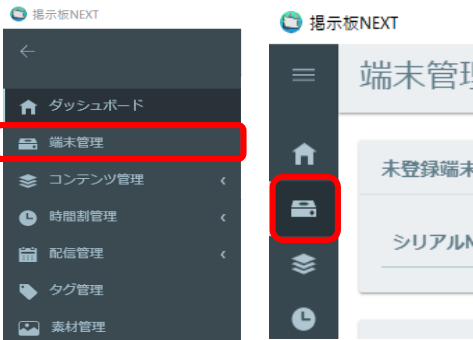 掲示板NEXT
ダッシュボード
端末管理
コンテンツ管理
時間割管理
配信管理
タグ管理
素材管理
掲示板NEXT
端末管
未登録端末
シリアルN